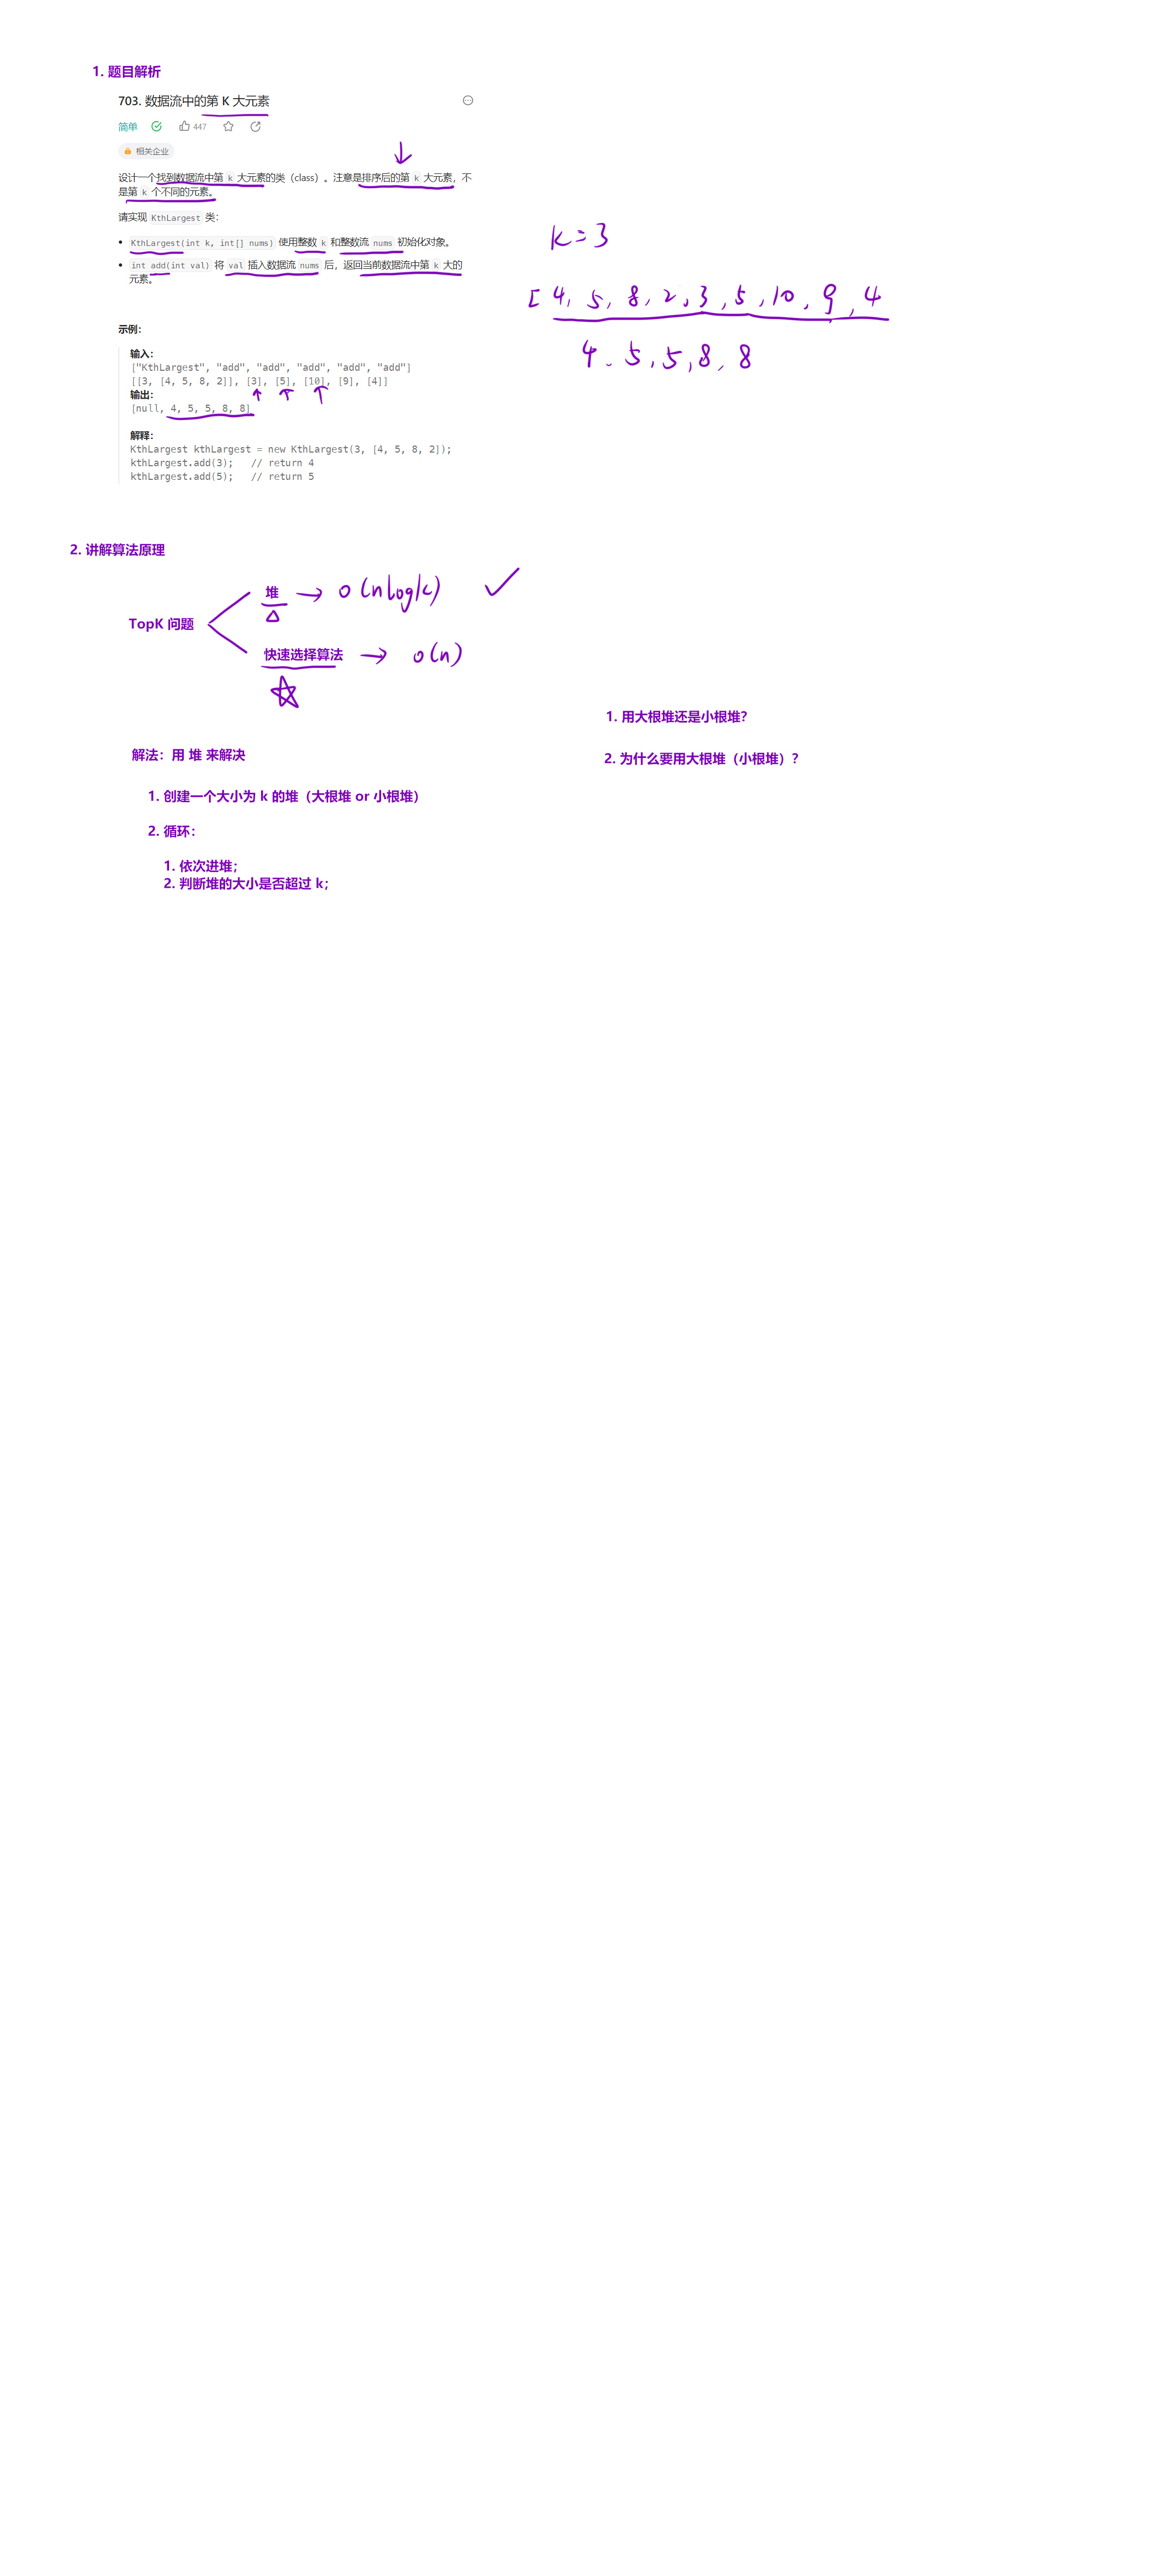 1. 题目解析
703. 数据流中的第 K 大元素
简单 447
相关企业
设计一个找到数据流中第 k 大元素的类（class）。注意是排序后的第 k 大元素，不
是第 k 个不同的元素。
请实现 KthLargest 类：
• KthLargest(int k, int[] nums) 使用整数 k 和整数流 nums 初始化对象。
• int add(int val) 将 val 插入数据流 nums 后，返回当前数据流中第 k 大的
元素。
k=3
[ 4, 5, 8, 2, 3, 5, 10, 9, 4
4、5, 5, 8、8
示例：
输入：
["KthLargest", "add", "add", "add", "add", "add"]
[[3, [4, 5, 8, 2]], [3], [5], [10], [9], [4]]
输出：
[null, 4, 5, 5, 8, 8]
解释：
KthLargest kthLargest = new KthLargest(3, [4, 5, 8, 2]);
kthLargest.add(3);   // return 4
kthLargest.add(5);   // return 5
2. 讲解算法原理
堆 → O(nlogk) ✓
TopK 问题
快速选择算法 → O(n)
解法：用 堆 来解决
1. 创建一个大小为 k 的堆（大根堆 or 小根堆）
2. 循环：
1. 依次进堆；
2. 判断堆的大小是否超过 k；
1. 用大根堆还是小根堆？
2. 为什么要用大根堆（小根堆）？